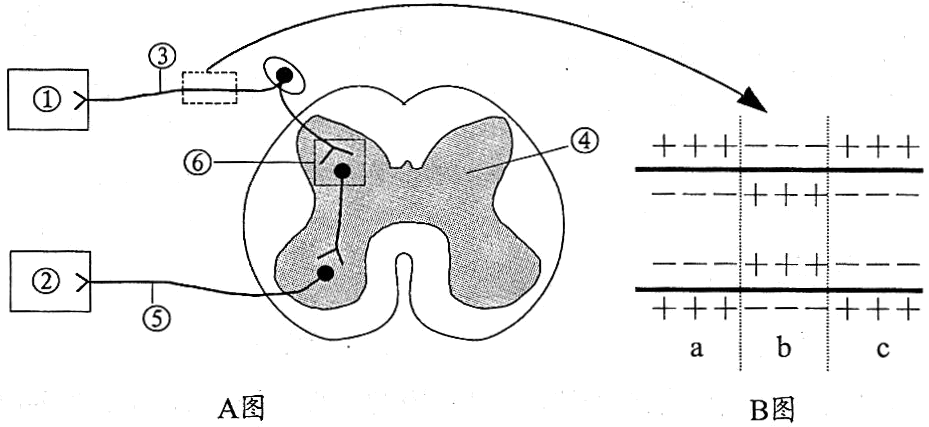 ③
①
⑥
④
②
⑤
A图
+ + + − − − + + +
− − − + + + − − −
− − − + + + − − −
+ + + − − − + + +
a b c
B图